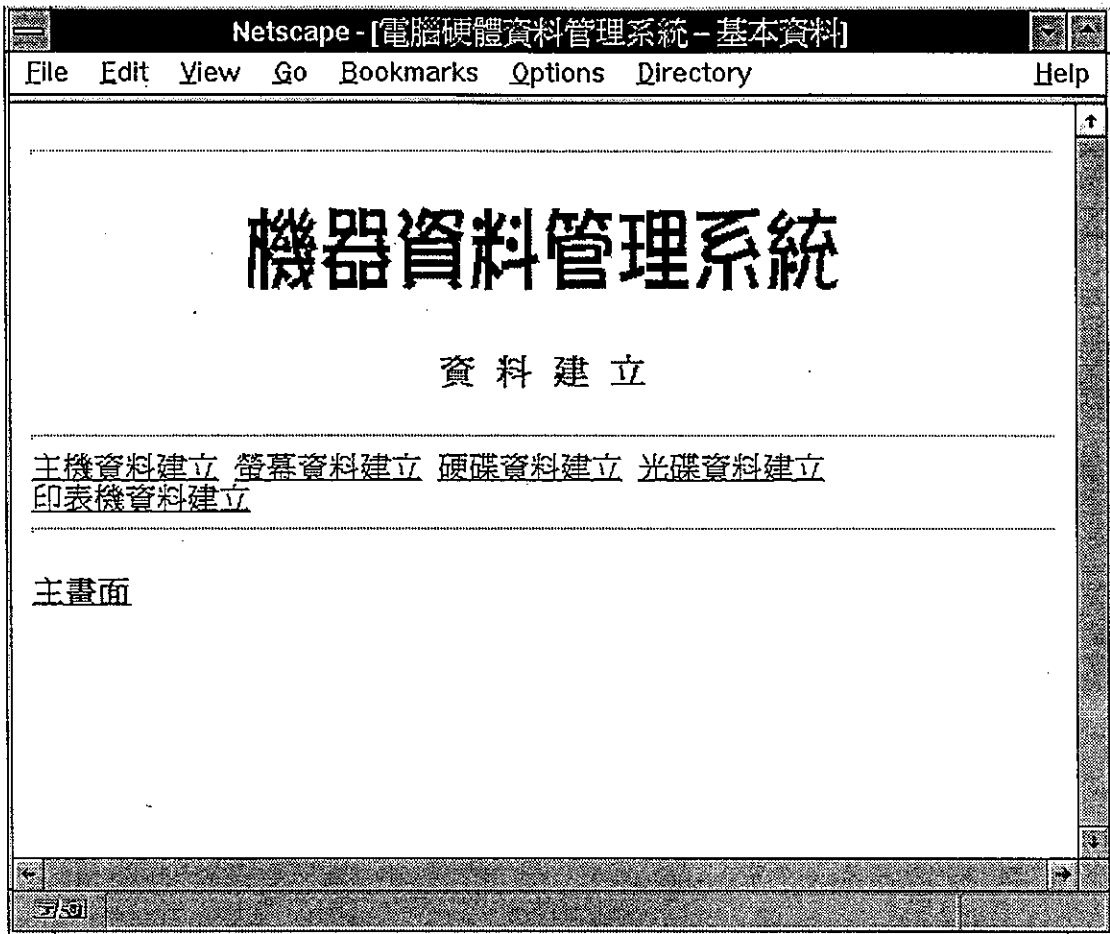 Netscape - [電腦硬體資料管理系統 – 基本資料]
File Edit View Go Bookmarks Options Directory Help
機器資料管理系統
資 料 建 立
主機資料建立 螢幕資料建立 硬碟資料建立 光碟資料建立
印表機資料建立
主畫面